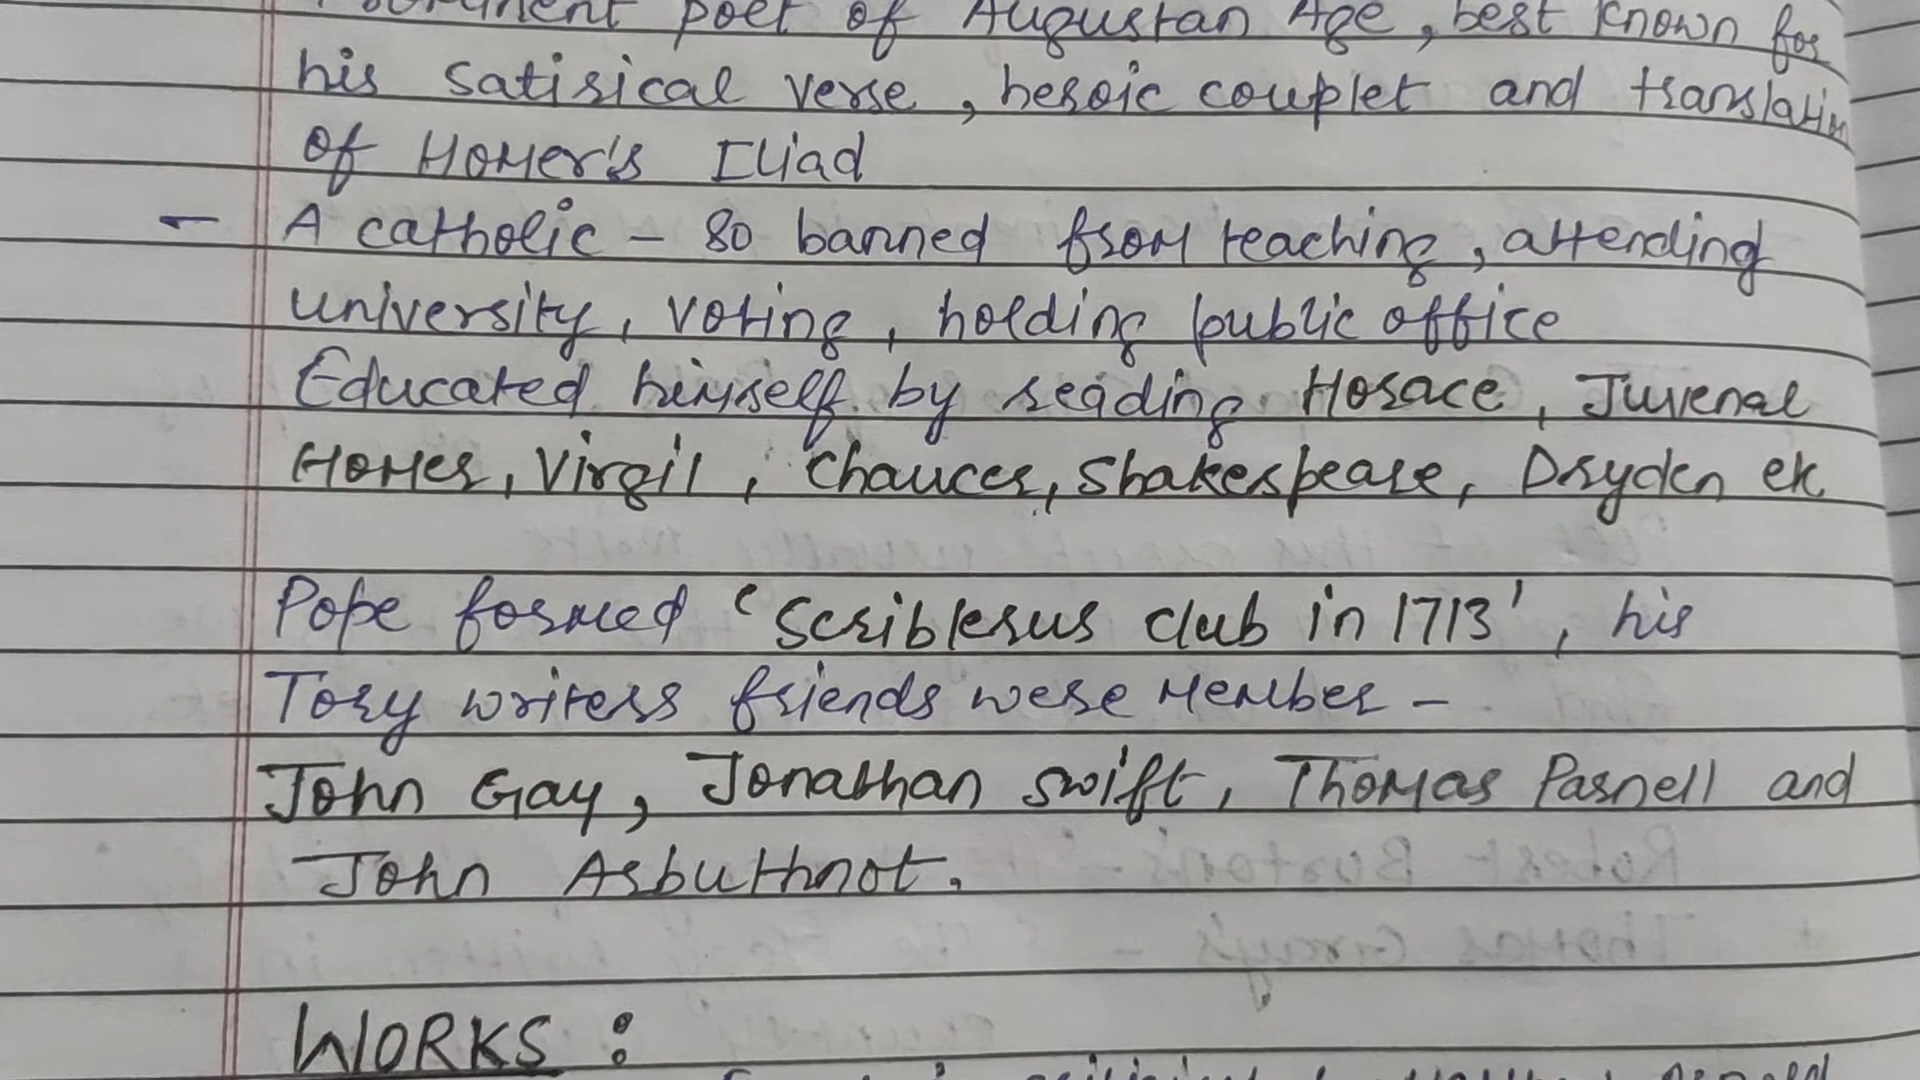 poet of Augustan Age, best known for
his satirical verse, heroic couplet and translation
of Homer's Iliad
- A catholic - so banned from teaching, attending
university, voting, holding public office
Educated himself by reading Horace, Juvenal
Homer, Virgil, Chaucer, Shakespeare, Dryden etc
Pope formed 'Scriblerus club in 1713', his
Tory writers friends were member -
John Gay, Jonathan Swift, Thomas Parnell and
John Arbuthnot.
WORKS :